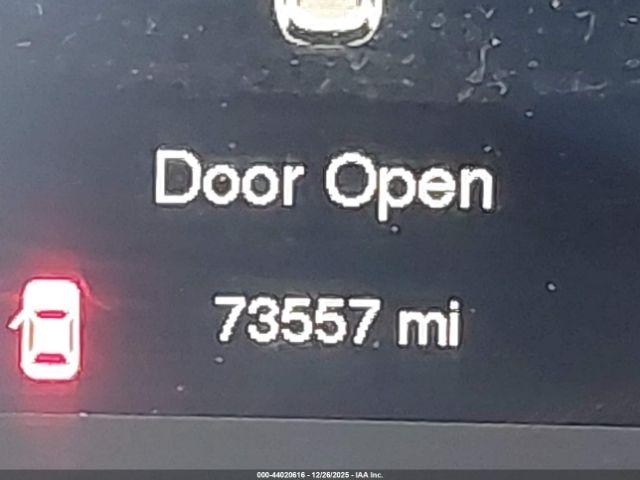 Door Open
73557 mi
000-44020616 - 12/26/2025 - IAA Inc.